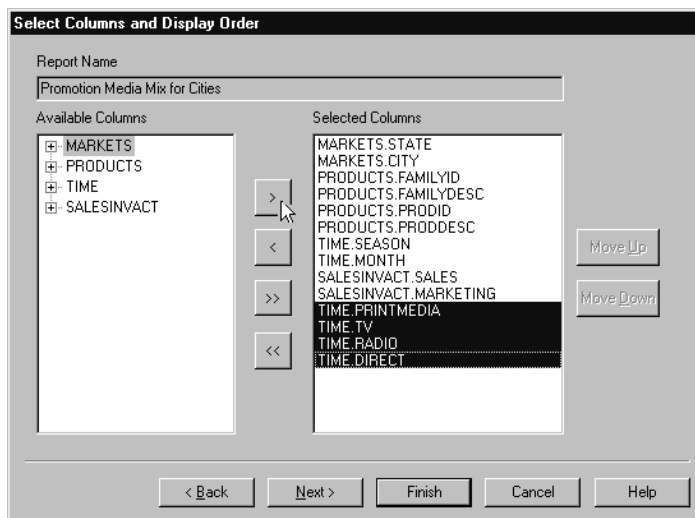 Select Columns and Display Order
Report Name
Promotion Media Mix for Cities
Available Columns
Selected Columns
MARKETS
PRODUCTS
TIME
SALESINVACT
>
<
>>
<<
MARKETS.STATE
MARKETS.CITY
PRODUCTS.FAMILYID
PRODUCTS.FAMILYDESC
PRODUCTS.PRODID
PRODUCTS.PRODDESC
TIME.SEASON
TIME.MONTH
SALESINVACT.SALES
SALESINVACT.MARKETING
TIME.PRINTMEDIA
TIME.TV
TIME.RADIO
TIME.DIRECT
Move Up
Move Down
< Back
Next >
Finish
Cancel
Help